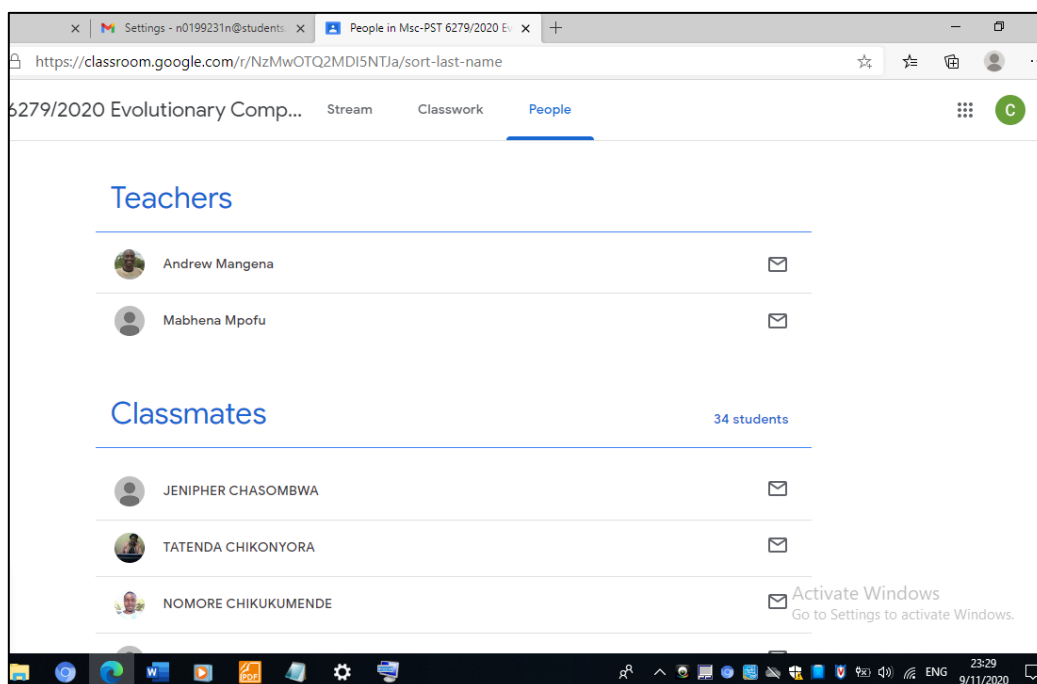 Settings - n0199231n@students.
People in Msc-PST 6279/2020 Ev
https://classroom.google.com/r/NzMwOTQ2MDI5NTJa/sort-last-name
6279/2020 Evolutionary Comp... Stream Classwork People
C
Teachers
Andrew Mangena
Mabhena Mpofu
Classmates 34 students
JENIPHER CHASOMBWA
TATENDA CHIKONYORA
NOMORE CHIKUKUMENDE
Activate Windows
Go to Settings to activate Windows.
ENG 23:29
9/11/2020